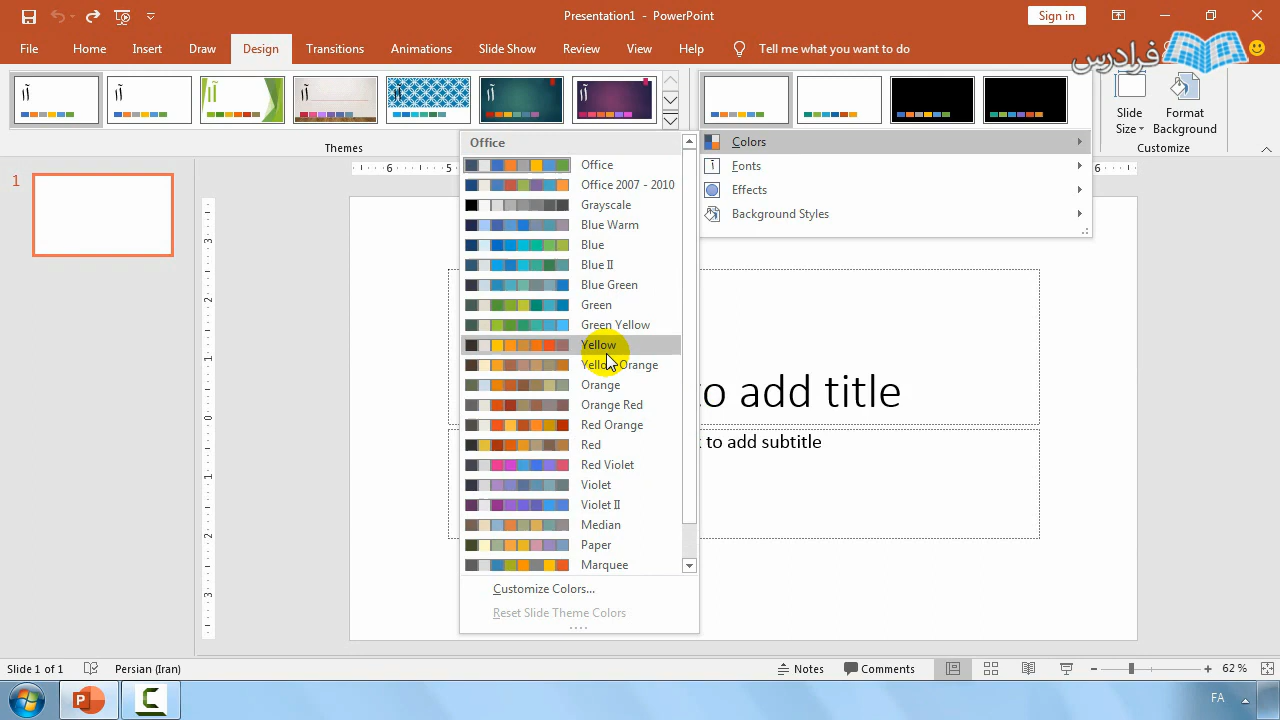 Presentation1 - PowerPoint
Sign in
File Home Insert Draw Design Transitions Animations Slide Show Review View Help Tell me what you want to do
فرادرس
Themes
Colors
Fonts
Effects
Background Styles
Slide Size
Format Background
Customize
Office
Office
Office 2007 - 2010
Grayscale
Blue Warm
Blue
Blue II
Blue Green
Green
Green Yellow
Yellow
Yellow Orange
Orange
Orange Red
Red Orange
Red
Red Violet
Violet
Violet II
Median
Paper
Marquee
Customize Colors...
Reset Slide Theme Colors
1
to add title
to add subtitle
Slide 1 of 1
Persian (Iran)
Notes
Comments
62 %
FA